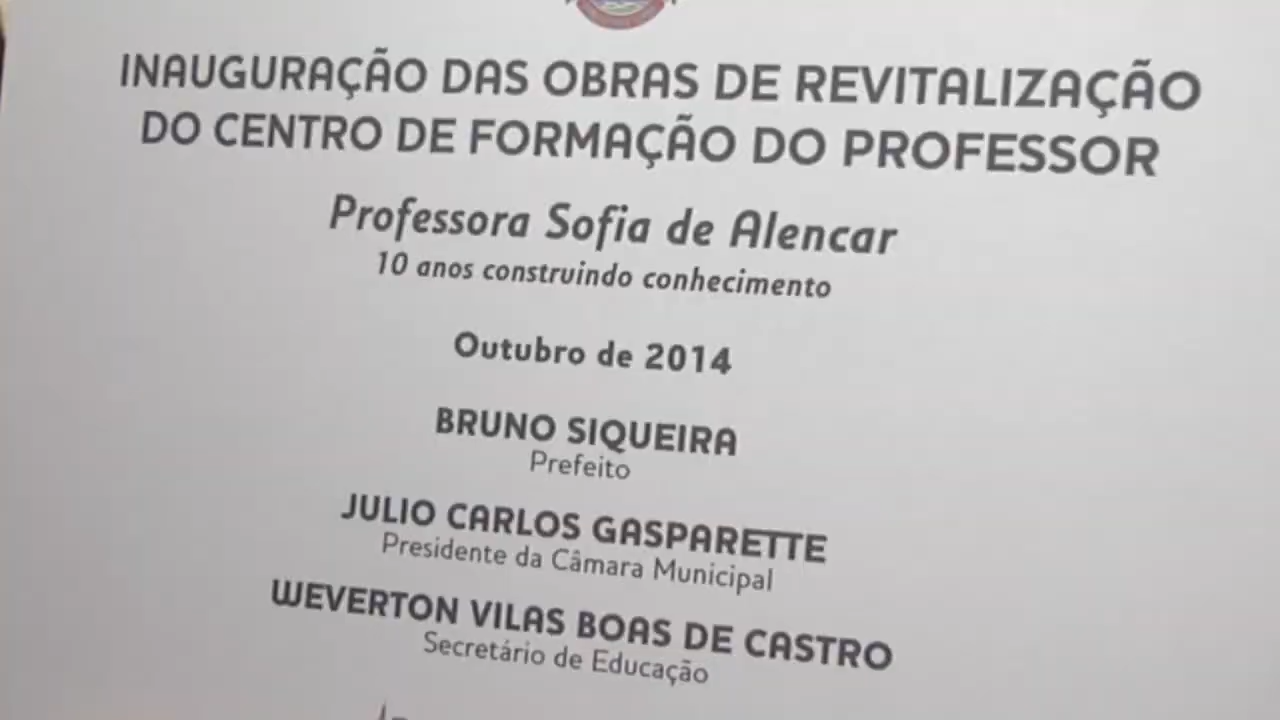 INAUGURAÇÃO DAS OBRAS DE REVITALIZAÇÃO
DO CENTRO DE FORMAÇÃO DO PROFESSOR
Professora Sofia de Alencar
10 anos construindo conhecimento
Outubro de 2014
BRUNO SIQUEIRA
Prefeito
JULIO CARLOS GASPARETTE
Presidente da Câmara Municipal
WEVERTON VILAS BOAS DE CASTRO
Secretário de Educação